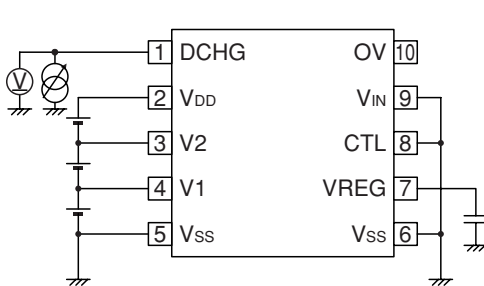 1 DCHG OV 10
V 2 VDD VIN 9
3 V2 CTL 8
4 V1 VREG 7
5 VSS VSS 6